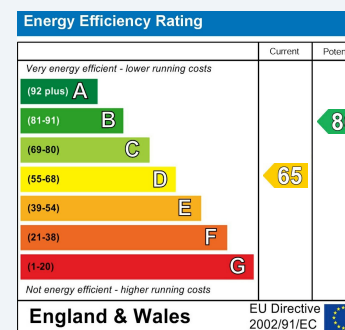 Energy Efficiency Rating
Current Poten
Very energy efficient - lower running costs
(92 plus) A
(81-91) B 8
(69-80) C
(55-68) D 65
(39-54) E
(21-38) F
(1-20) G
Not energy efficient - higher running costs
England & Wales EU Directive
2002/91/EC